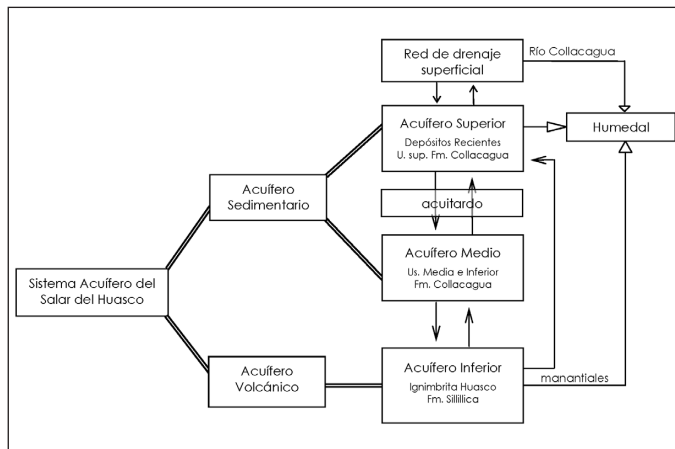 Red de drenaje
superficial
Río Collacagua
Acuífero Superior
Depósitos Recientes
U. sup. Fm. Collacagua
Humedal
Acuífero
Sedimentario
acuitardo
Acuífero Medio
Us. Media e Inferior
Fm. Collacagua
Sistema Acuífero del
Salar del Huasco
Acuífero
Volcánico
Acuífero Inferior
Ignimbrita Huasco
Fm. Sillillica
manantiales